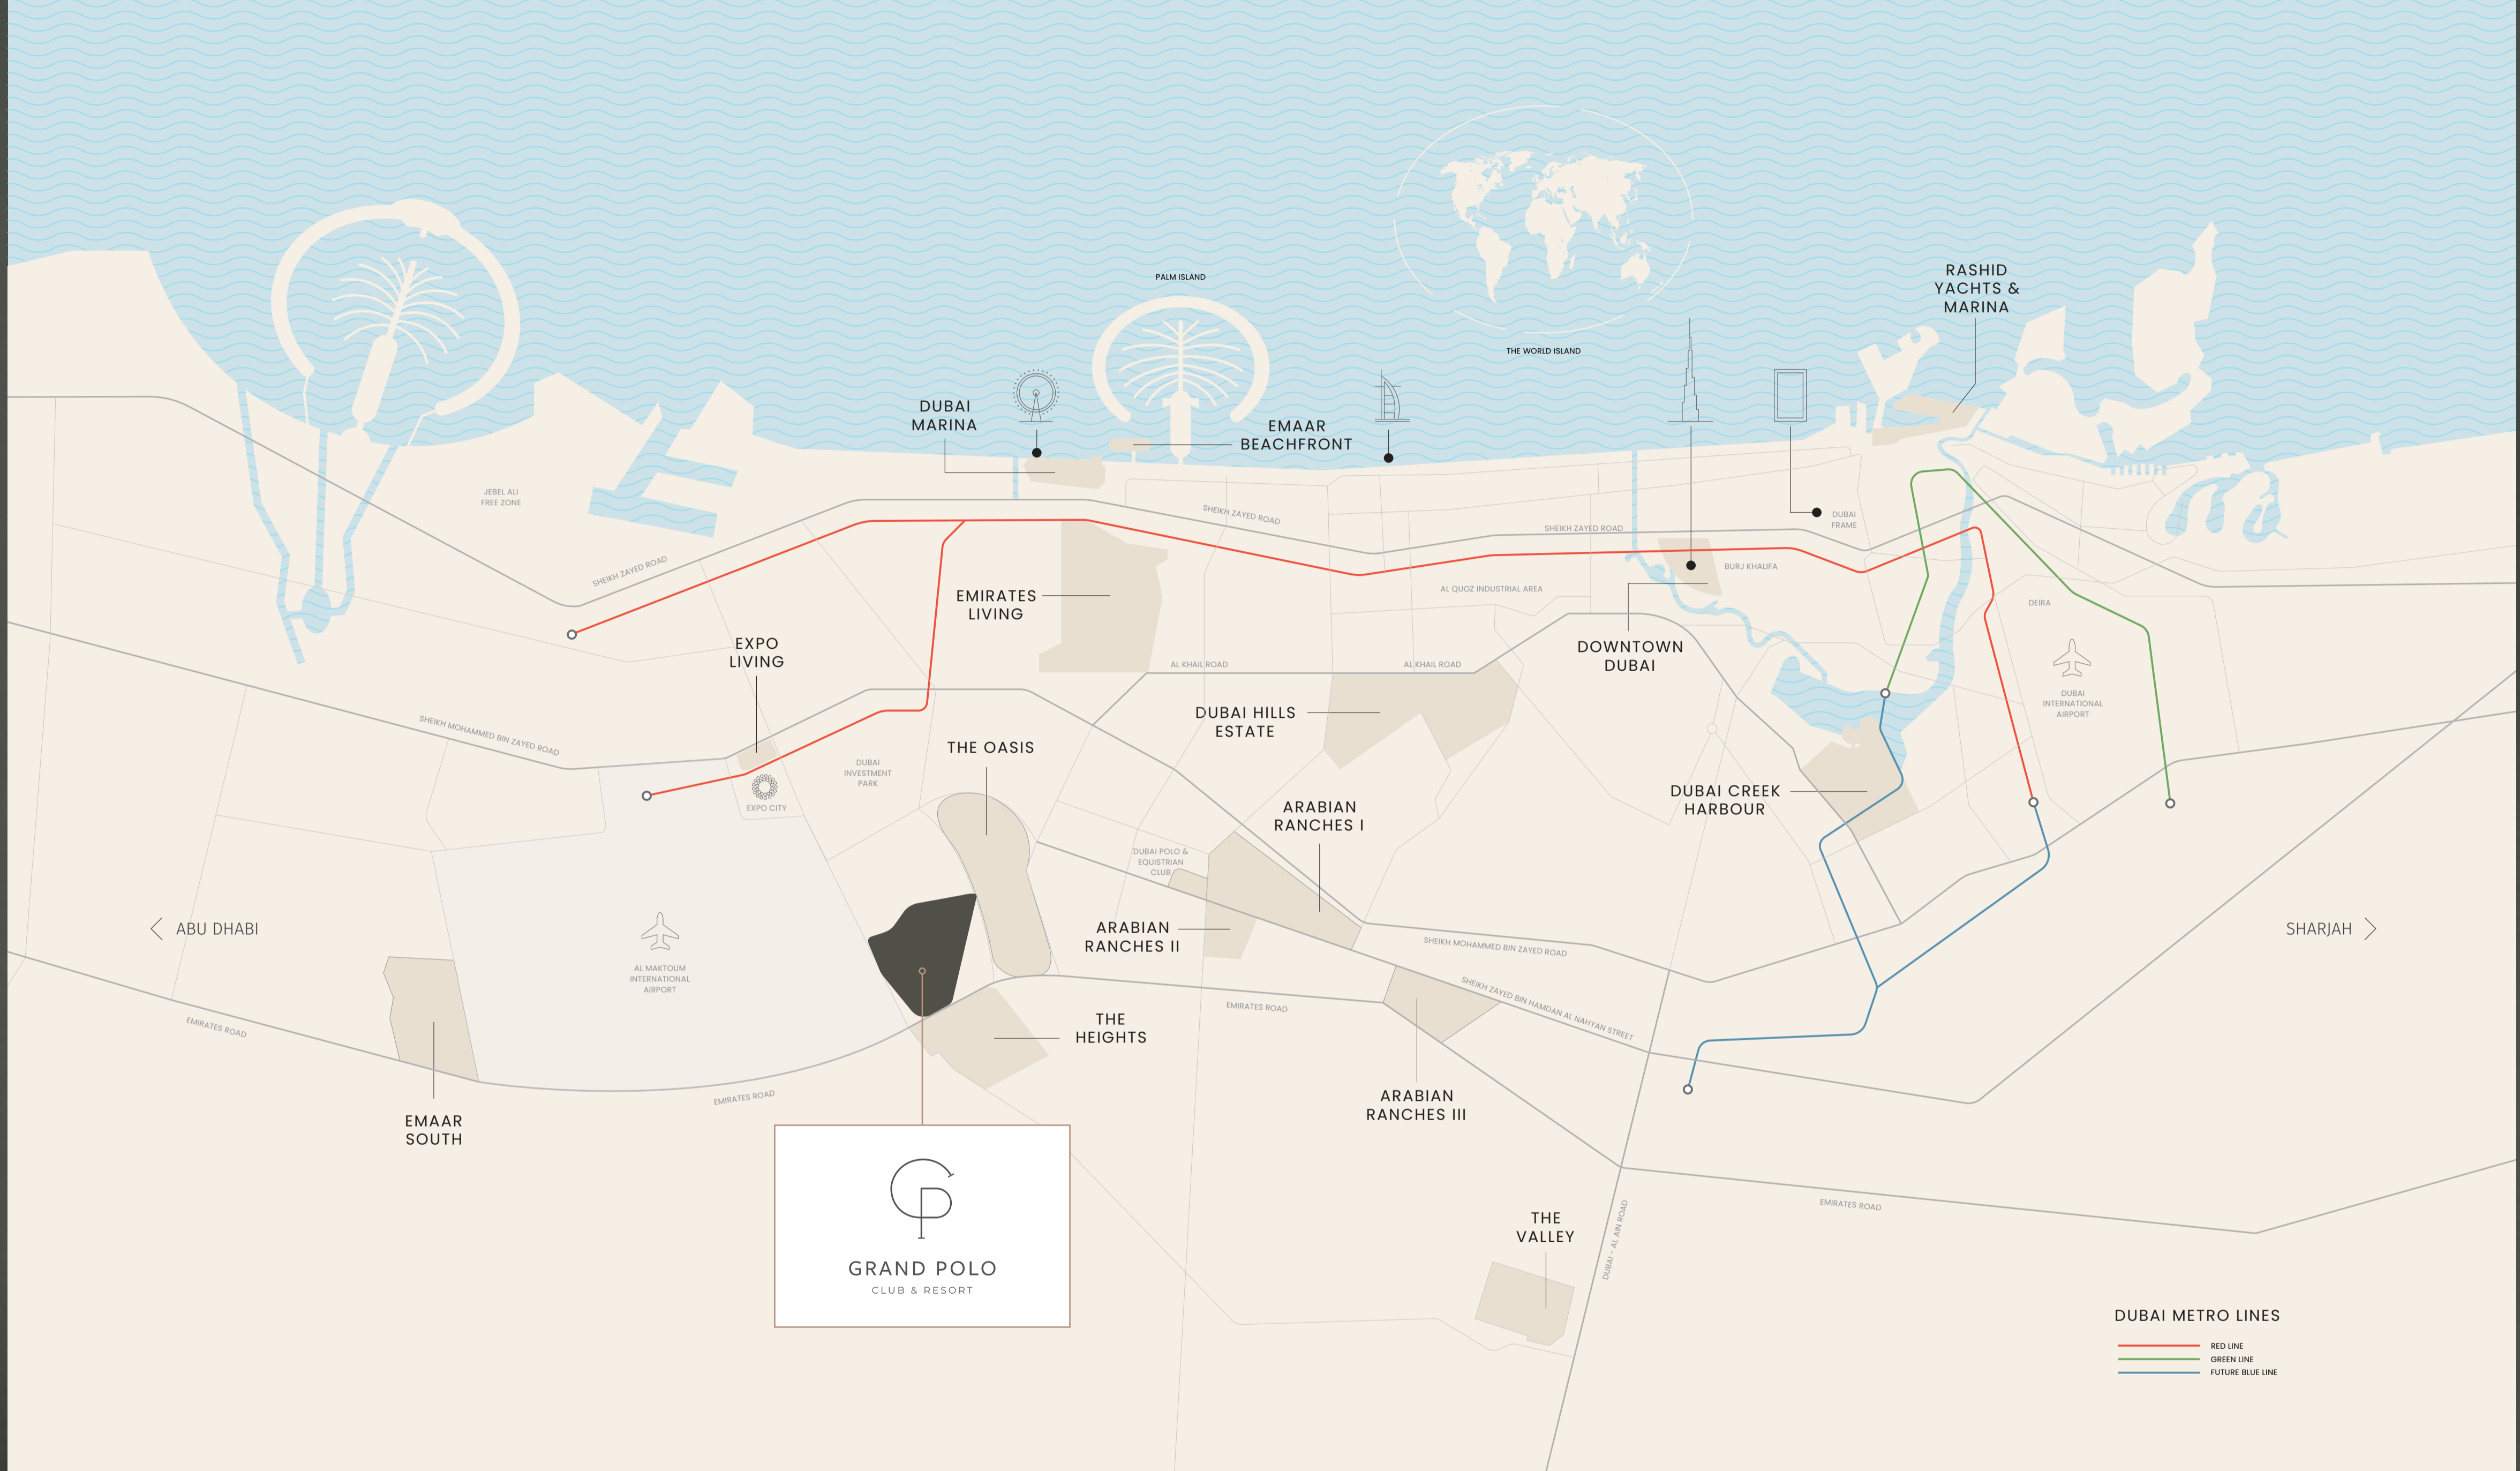 PALM ISLAND
THE WORLD ISLAND
RASHID
YACHTS &
MARINA
DUBAI
MARINA
EMAAR
BEACHFRONT
JEBEL ALI
FREE ZONE
SHEIKH ZAYED ROAD
SHEIKH ZAYED ROAD
SHEIKH ZAYED ROAD
DUBAI
FRAME
BURJ KHALIFA
AL QUOZ INDUSTRIAL AREA
EMIRATES
LIVING
DEIRA
EXPO
LIVING
DOWNTOWN
DUBAI
AL KHAIL ROAD
AL KHAIL ROAD
DUBAI
INTERNATIONAL
AIRPORT
DUBAI HILLS
ESTATE
SHEIKH MOHAMMED BIN ZAYED ROAD
THE OASIS
DUBAI
INVESTMENT
PARK
EXPO CITY
DUBAI CREEK
HARBOUR
ARABIAN
RANCHES I
DUBAI POLO &
EQUISTRIAN
CLUB
ABU DHABI
SHARJAH
ARABIAN
RANCHES II
SHEIKH MOHAMMED BIN ZAYED ROAD
AL MAKTOUM
INTERNATIONAL
AIRPORT
SHEIKH ZAYED BIN HAMDAN AL NAHYAN STREET
EMIRATES ROAD
EMIRATES ROAD
THE
HEIGHTS
EMIRATES ROAD
ARABIAN
RANCHES III
EMAAR
SOUTH
GP
GRAND POLO
CLUB & RESORT
THE
VALLEY
DUBAI - AL AIN ROAD
EMIRATES ROAD
DUBAI METRO LINES
RED LINE
GREEN LINE
FUTURE BLUE LINE